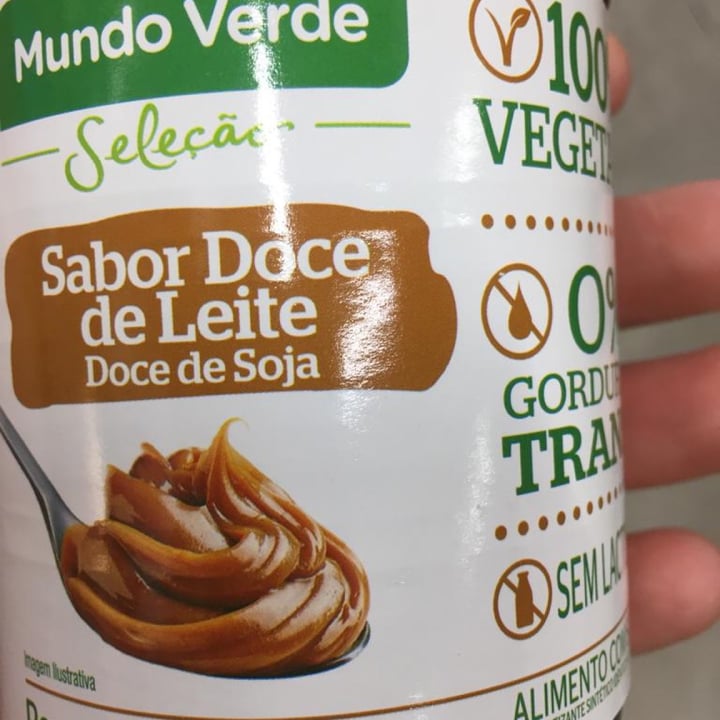 Mundo Verde
Seleção
Sabor Doce
de Leite
Doce de Soja
Imagem Ilustrativa
100
VEGET
0%
GORDU
TRAN
SEM LAC
ALIMENTO